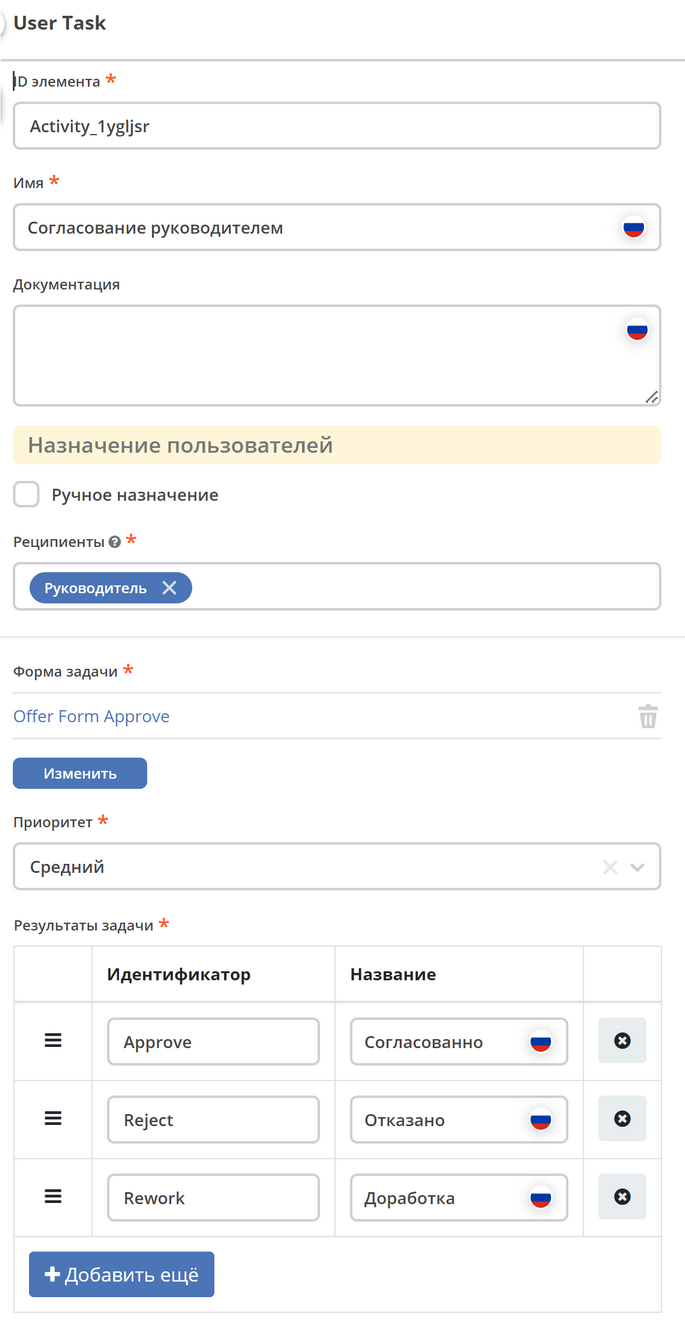 User Task
ID элемента *
Activity_1ygljsr
Имя *
Согласование руководителем
Документация
Назначение пользователей
Ручное назначение
Реципиенты ? *
Руководитель
Форма задачи *
Offer Form Approve
Изменить
Приоритет *
Средний
Результаты задачи *
Идентификатор Название
Approve Согласованно
Reject Отказано
Rework Доработка
+ Добавить ещё